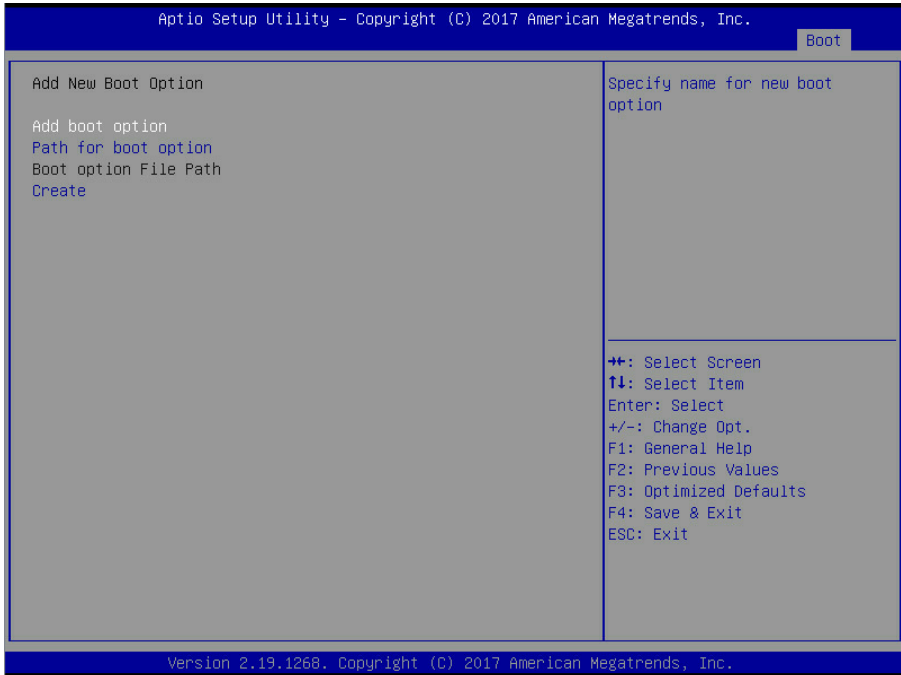 Aptio Setup Utility – Copyright (C) 2017 American Megatrends, Inc.
Boot
Add New Boot Option
Add boot option
Path for boot option
Boot option File Path
Create
Specify name for new boot
option
→←: Select Screen
↑↓: Select Item
Enter: Select
+/-: Change Opt.
F1: General Help
F2: Previous Values
F3: Optimized Defaults
F4: Save & Exit
ESC: Exit
Version 2.19.1268. Copyright (C) 2017 American Megatrends, Inc.